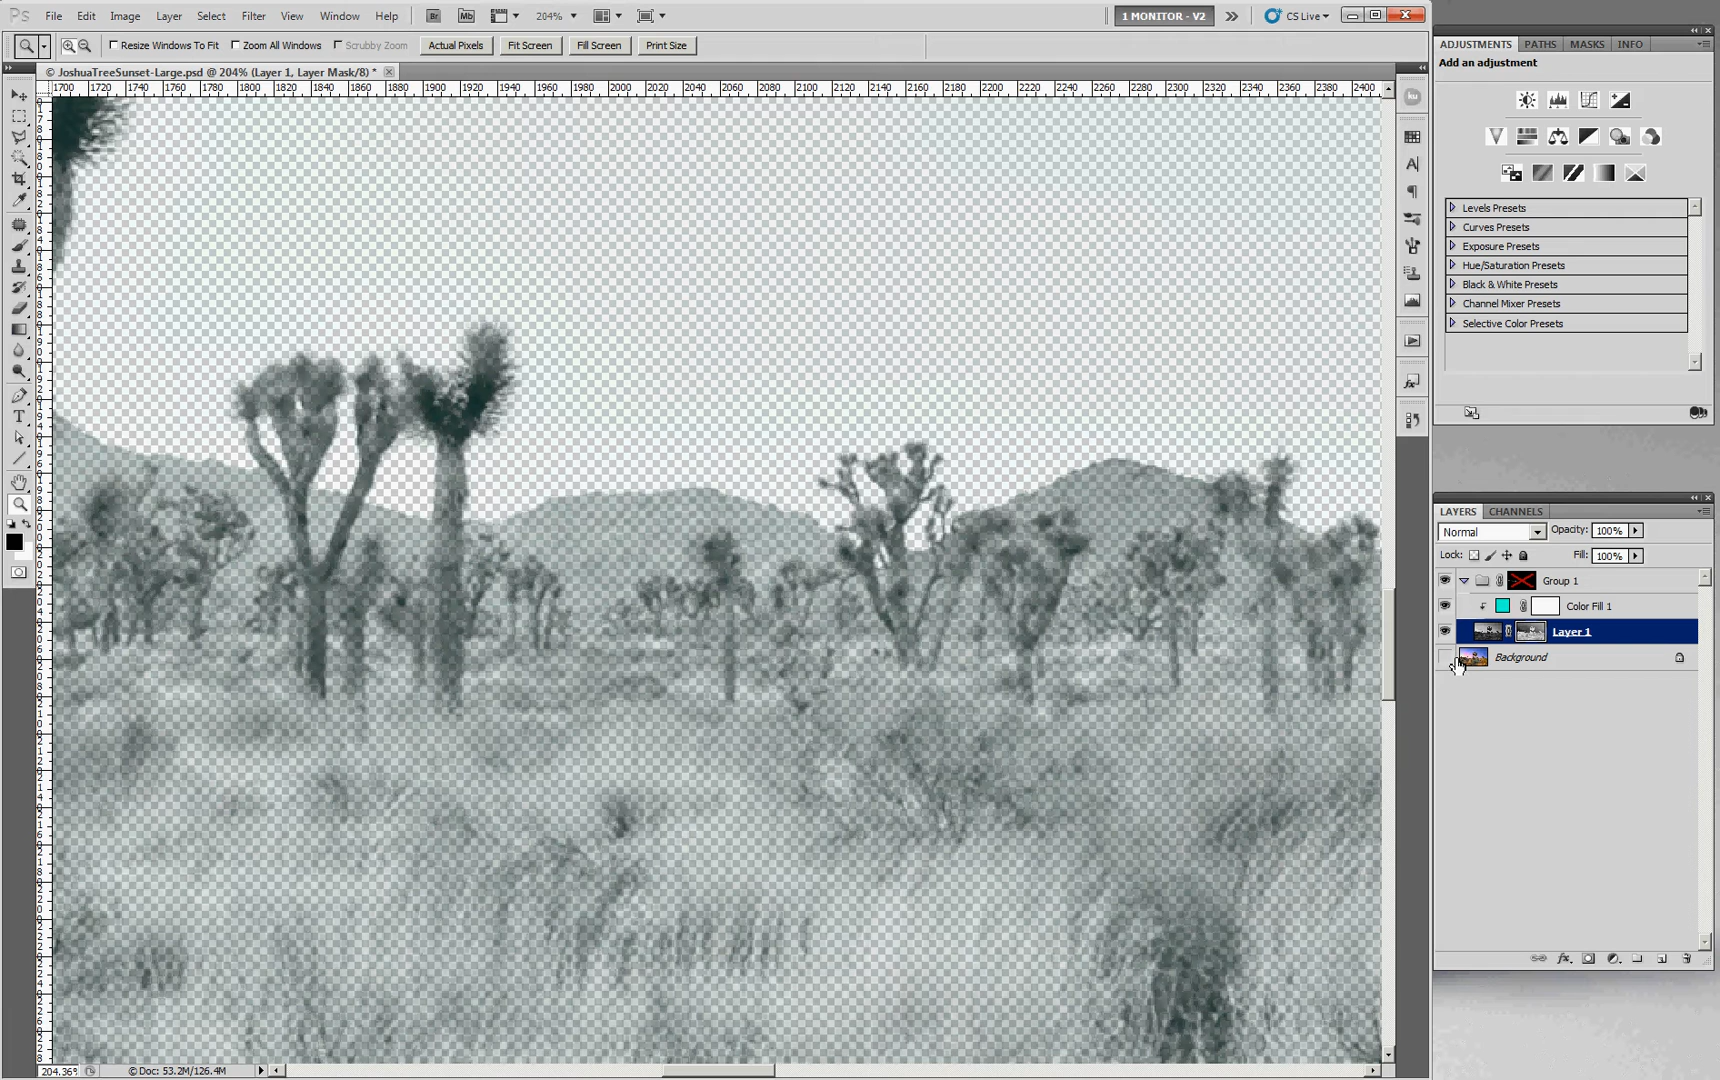 Ps File Edit Image Layer Select Filter View Window Help Br Mb 204% 1 MONITOR - V2 CS Live
Resize Windows To Fit Zoom All Windows Scrubby Zoom Actual Pixels Fit Screen Fill Screen Print Size
© JoshuaTreeSunset-Large.psd @ 204% (Layer 1, Layer Mask/8) *
1700 1720 1740 1760 1780 1800 1820 1840 1860 1880 1900 1920 1940 1960 1980 2000 2020 2040 2060 2080 2100 2120 2140 2160 2180 2200 2220 2240 2260 2280 2300 2320 2340 2360 2380 2400
ADJUSTMENTS PATHS MASKS INFO
Add an adjustment
Levels Presets
Curves Presets
Exposure Presets
Hue/Saturation Presets
Black & White Presets
Channel Mixer Presets
Selective Color Presets
LAYERS CHANNELS
Normal Opacity: 100%
Lock: Fill: 100%
Group 1
Color Fill 1
Layer 1
Background
204.36% © Doc: 53.2M/126.4M